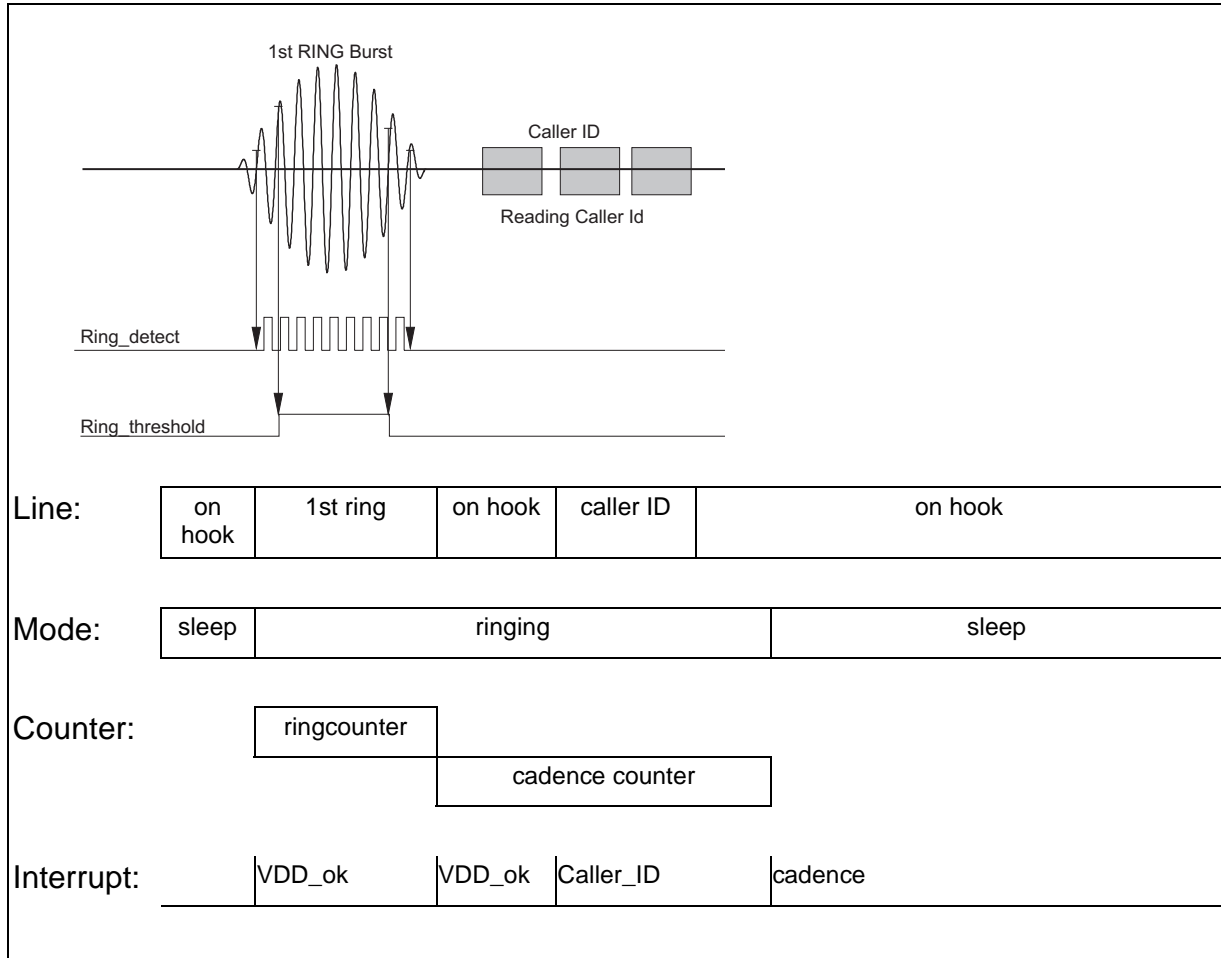 1st RING Burst
Caller ID
Reading Caller Id
Ring_detect
Ring_threshold
Line:
on
hook
1st ring
on hook
caller ID
on hook
Mode:
sleep
ringing
sleep
Counter:
ringcounter
cadence counter
Interrupt:
VDD_ok
VDD_ok
Caller_ID
cadence